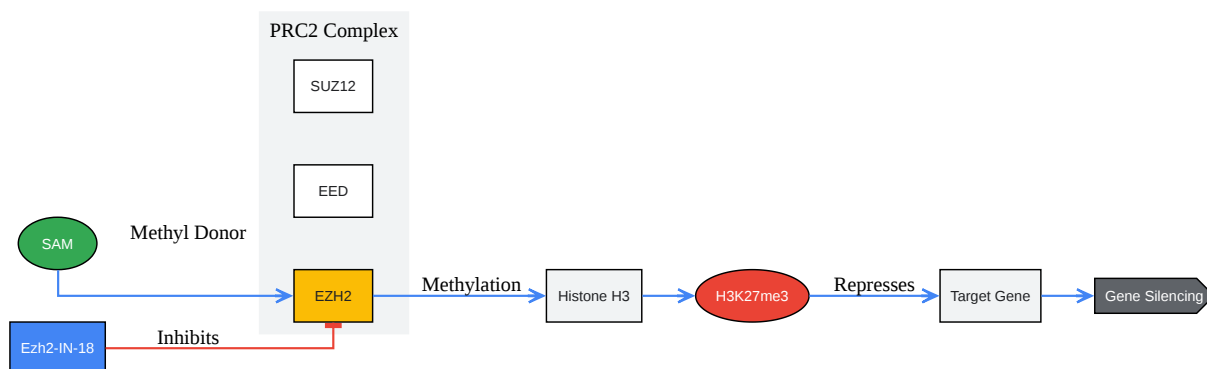 PRC2 Complex
SUZ12
EED
SAM
Methyl Donor
EZH2
Methylation
Histone H3
H3K27me3
Represses
Target Gene
Gene Silencing
Ezh2-IN-18
Inhibits